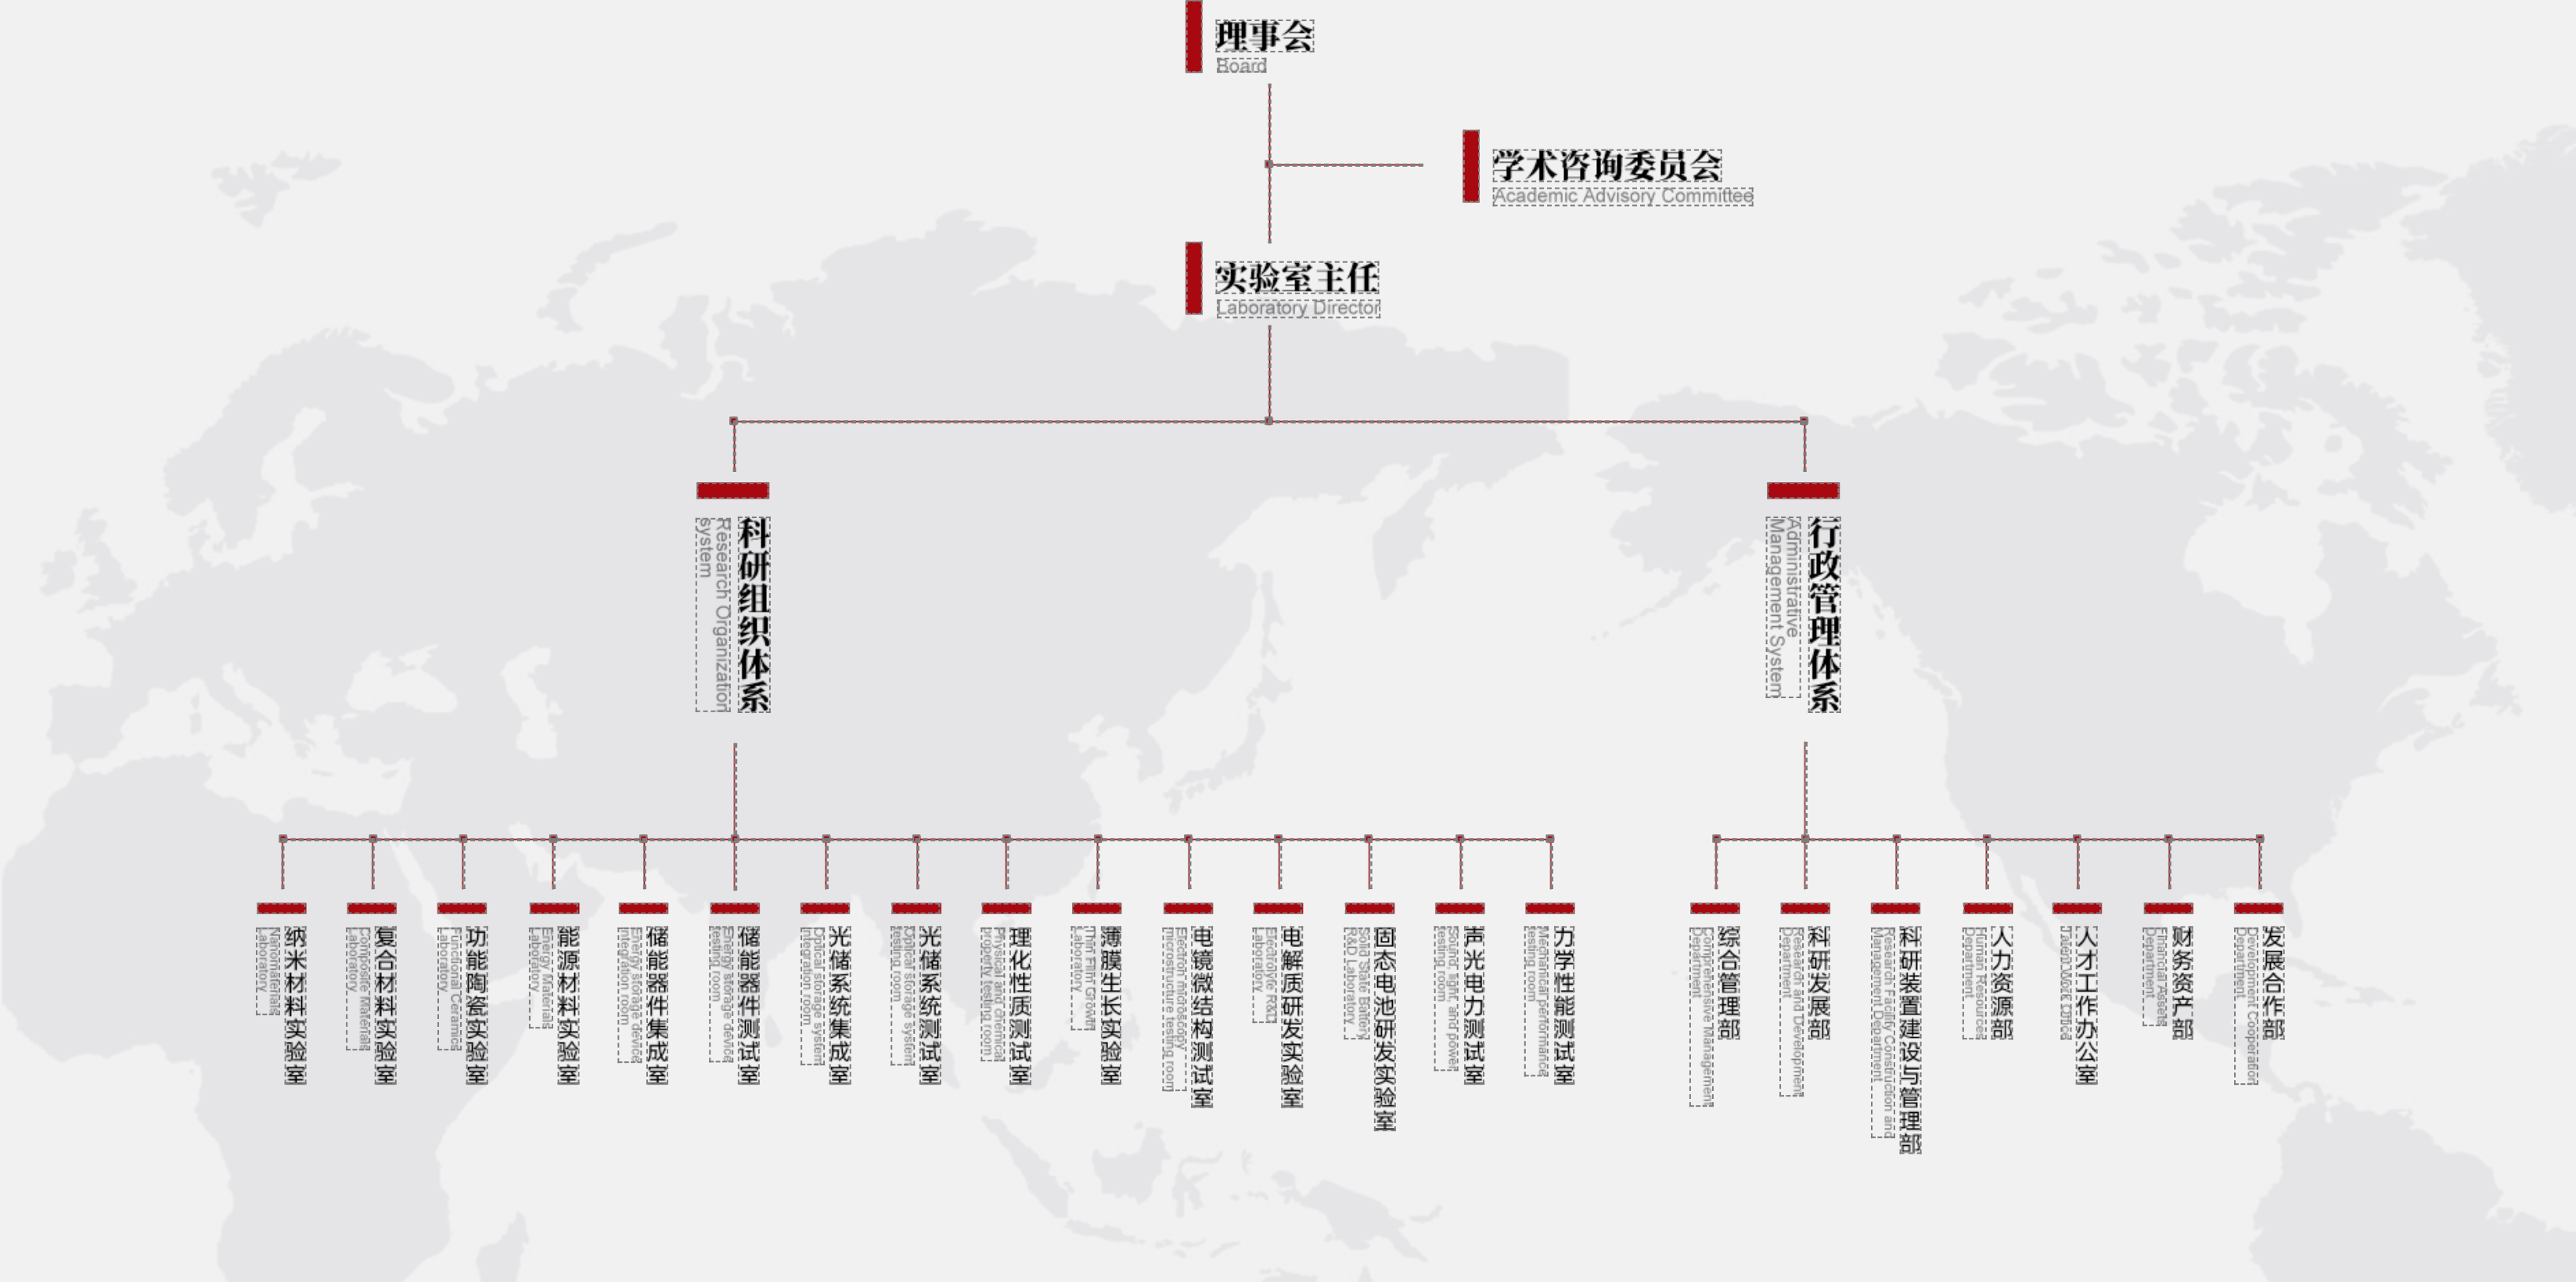 理事会
Board
学术咨询委员会
Academic Advisory Committee
实验室主任
Laboratory Director
科研组织体系
Research Organization
system
行政管理体系
Administrative
Management System
纳米材料实验室
Nanomaterials
Laboratory
复合材料实验室
Composite Materials
Laboratory
功能陶瓷实验室
Functional Ceramics
Laboratory
能源材料实验室
Energy Materials
Laboratory
储能器件集成室
Energy storage device
integration room
储能器件测试室
Energy storage device
testing room
光储系统集成室
Optical storage system
integration room
光储系统测试室
Optical storage system
testing room
理化性质测试室
Physical and chemical
property testing room
薄膜生长实验室
Thin Film Growth
Laboratory
电镜微结构测试室
Electron microscopy
microstructure testing room
电解质研发实验室
Electrolyte R&D
Laboratory
固态电池研发实验室
Solid State Battery
R&D Laboratory
声光电力测试室
Sound, light, and power
testing room
力学性能测试室
Mechanical performance
testing room
综合管理部
Comprehensive Management
Department
科研发展部
Research and Development
Department
科研装置建设与管理部
Research Facility Construction and
Management Department
人力资源部
Human Resources
Department
人才工作办公室
Talent Work Office
财务资产部
Financial Assets
Department
发展合作部
Development Cooperation
Department